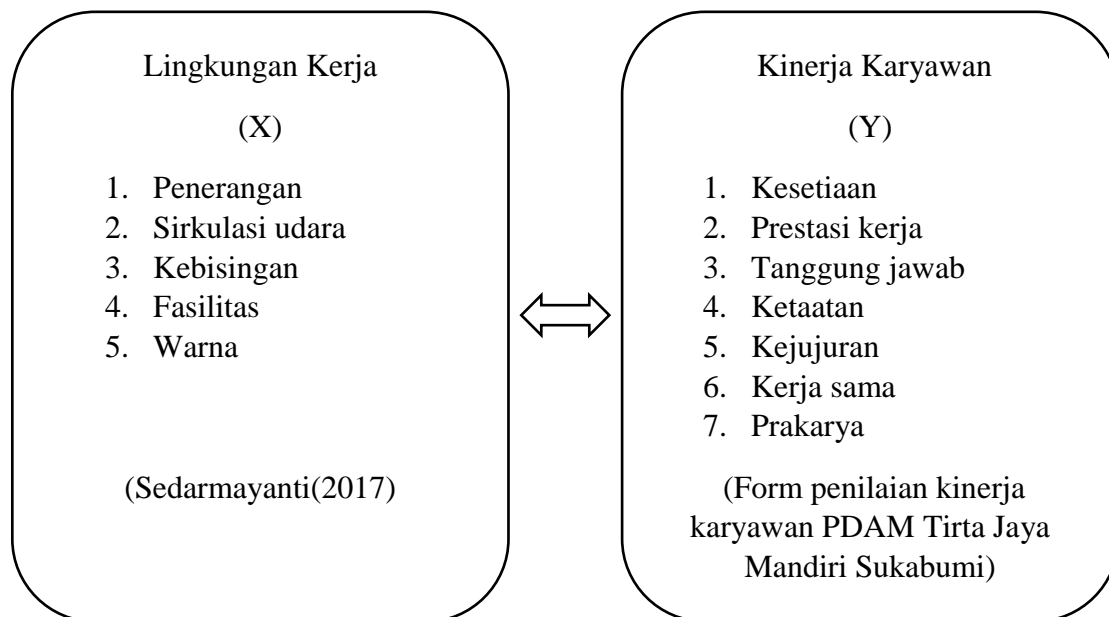 Lingkungan Kerja
(X)
1. Penerangan
2. Sirkulasi udara
3. Kebisingan
4. Fasilitas
5. Warna
(Sedarmayanti(2017)
Kinerja Karyawan
(Y)
1. Kesetiaan
2. Prestasi kerja
3. Tanggung jawab
4. Ketaatan
5. Kejujuran
6. Kerja sama
7. Prakarya
(Form penilaian kinerja
karyawan PDAM Tirta Jaya
Mandiri Sukabumi)